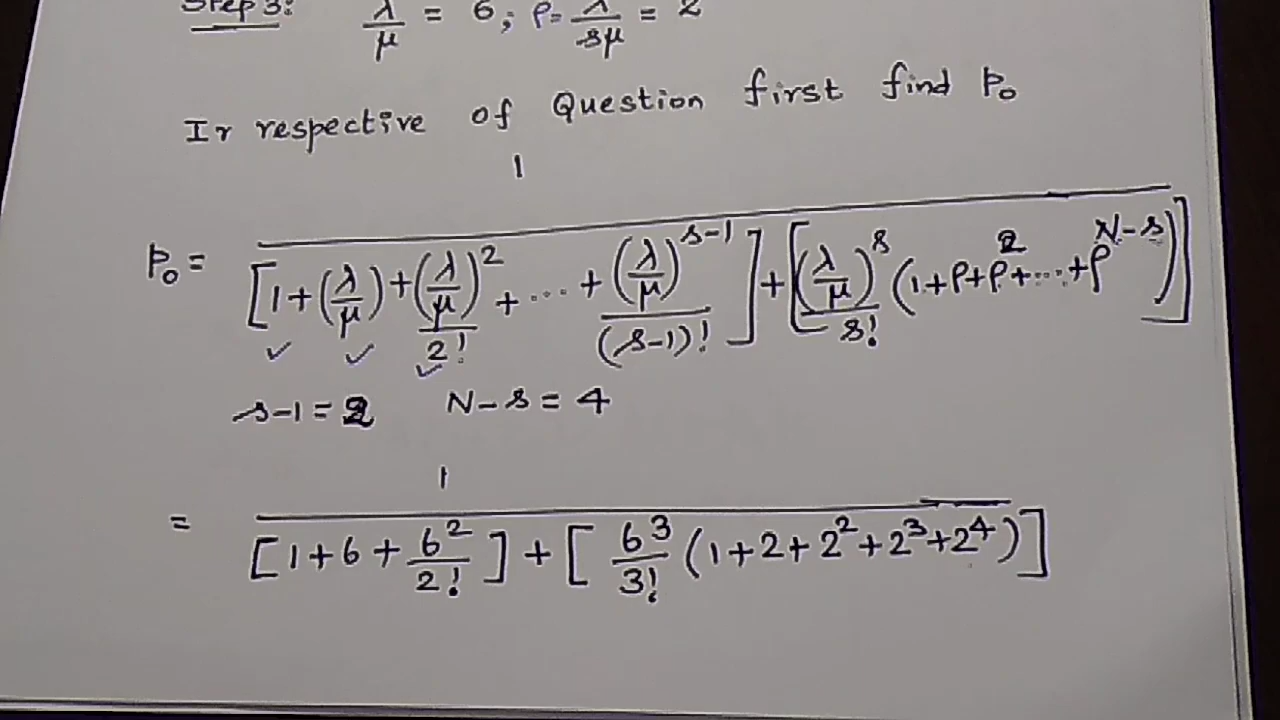 Step 3: λ/μ = 6; ρ = λ/sμ = 2
Irrespective of Question first find P₀
P₀ = 1 / [1 + (λ/μ) + (λ/μ)²/2! + ... + (λ/μ)^(s-1)/(s-1)!] + [(λ/μ)^s/s! (1 + ρ + ρ² + ... + ρ^(N-s))]
s-1 = 2 N-s = 4
= 1 / [1 + 6 + 6²/2!] + [6³/3! (1 + 2 + 2² + 2³ + 2⁴)]